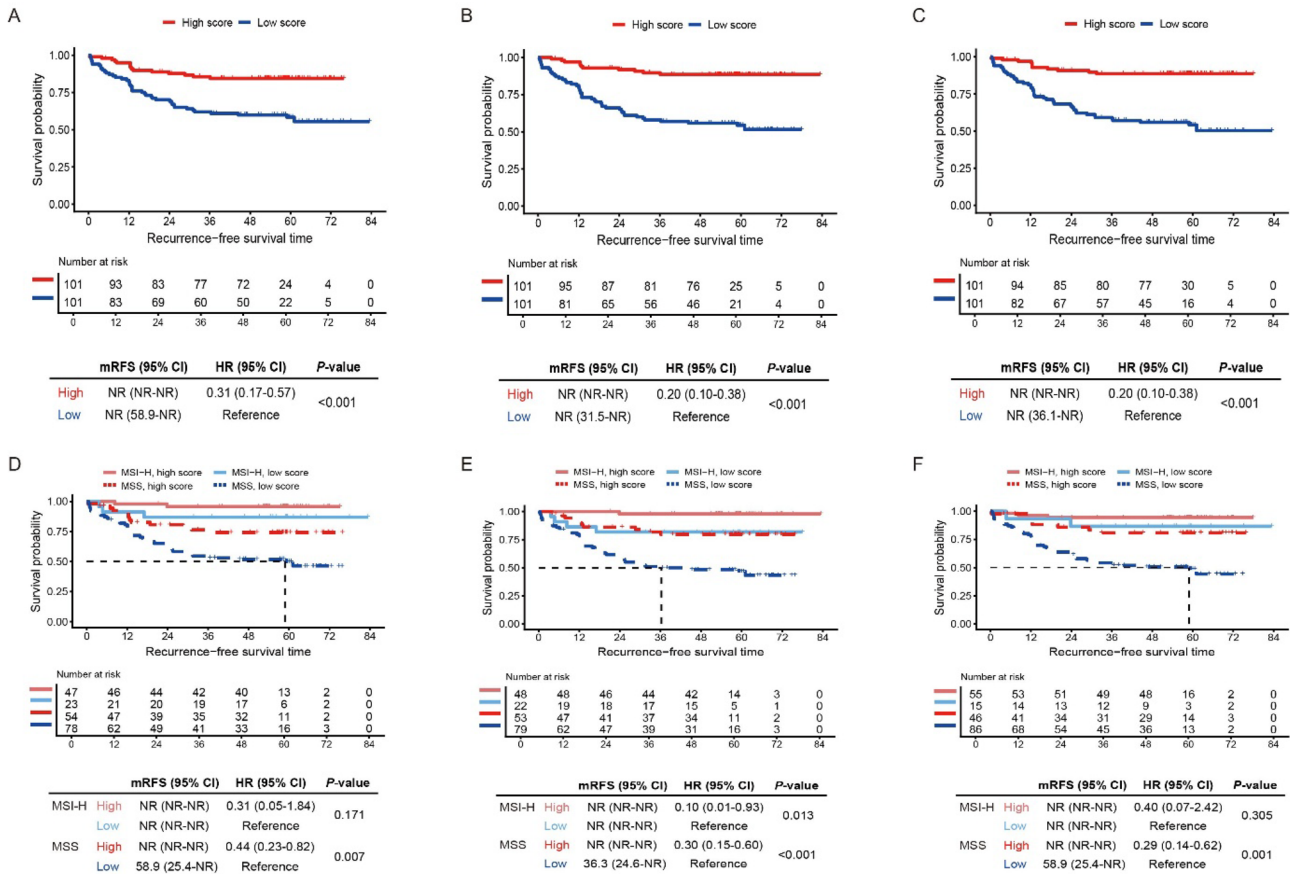 A
High score Low score
Survival probability
1.00
0.75
0.50
0.25
0.00
0 12 24 36 48 60 72 84
Recurrence-free survival time
Number at risk
101 93 83 77 72 24 4 0
101 83 69 60 50 22 5 0
0 12 24 36 48 60 72 84
mRFS (95% CI) HR (95% CI) P-value
High NR (NR-NR) 0.31 (0.17-0.57) <0.001
Low NR (58.9-NR) Reference
B
High score Low score
Survival probability
1.00
0.75
0.50
0.25
0.00
0 12 24 36 48 60 72 84
Recurrence-free survival time
Number at risk
101 95 87 81 76 25 5 0
101 81 65 56 46 21 4 0
0 12 24 36 48 60 72 84
mRFS (95% CI) HR (95% CI) P-value
High NR (NR-NR) 0.20 (0.10-0.38) <0.001
Low NR (31.5-NR) Reference
C
High score Low score
Survival probability
1.00
0.75
0.50
0.25
0.00
0 12 24 36 48 60 72 84
Recurrence-free survival time
Number at risk
101 94 85 80 77 30 5 0
101 82 67 57 45 16 4 0
0 12 24 36 48 60 72 84
mRFS (95% CI) HR (95% CI) P-value
High NR (NR-NR) 0.20 (0.10-0.38) <0.001
Low NR (36.1-NR) Reference
D
MSI-H, high score MSI-H, low score
MSS, high score MSS, low score
Survival probability
1.00
0.75
0.50
0.25
0.00
0 12 24 36 48 60 72 84
Recurrence-free survival time
Number at risk
47 46 44 42 40 13 2 0
23 21 20 19 17 6 2 0
54 47 39 35 32 11 2 0
78 62 49 41 33 16 3 0
0 12 24 36 48 60 72 84
mRFS (95% CI) HR (95% CI) P-value
MSI-H High NR (NR-NR) 0.31 (0.05-1.84) 0.171
Low NR (NR-NR) Reference
MSS High NR (NR-NR) 0.44 (0.23-0.82) 0.007
Low 58.9 (25.4-NR) Reference
E
MSI-H, high score MSI-H, low score
MSS, high score MSS, low score
Survival probability
1.00
0.75
0.50
0.25
0.00
0 12 24 36 48 60 72 84
Recurrence-free survival time
Number at risk
48 48 46 44 42 14 3 0
22 19 18 17 15 5 1 0
53 47 41 37 34 11 2 0
79 62 47 39 31 16 3 0
0 12 24 36 48 60 72 84
mRFS (95% CI) HR (95% CI) P-value
MSI-H High NR (NR-NR) 0.10 (0.01-0.93) 0.013
Low NR (NR-NR) Reference
MSS High NR (NR-NR) 0.30 (0.15-0.60) <0.001
Low 36.3 (24.6-NR) Reference
F
MSI-H, high score MSI-H, low score
MSS, high score MSS, low score
Survival probability
1.00
0.75
0.50
0.25
0.00
0 12 24 36 48 60 72 84
Recurrence-free survival time
Number at risk
55 53 51 49 48 16 2 0
15 14 13 12 9 3 2 0
46 41 34 31 29 14 3 0
86 68 54 45 36 13 2 0
0 12 24 36 48 60 72 84
mRFS (95% CI) HR (95% CI) P-value
MSI-H High NR (NR-NR) 0.40 (0.07-2.42) 0.305
Low NR (NR-NR) Reference
MSS High NR (NR-NR) 0.29 (0.14-0.62) 0.001
Low 58.9 (25.4-NR) Reference